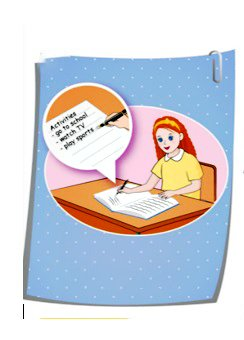 Activities
- go to school
- watch TV
- play sports